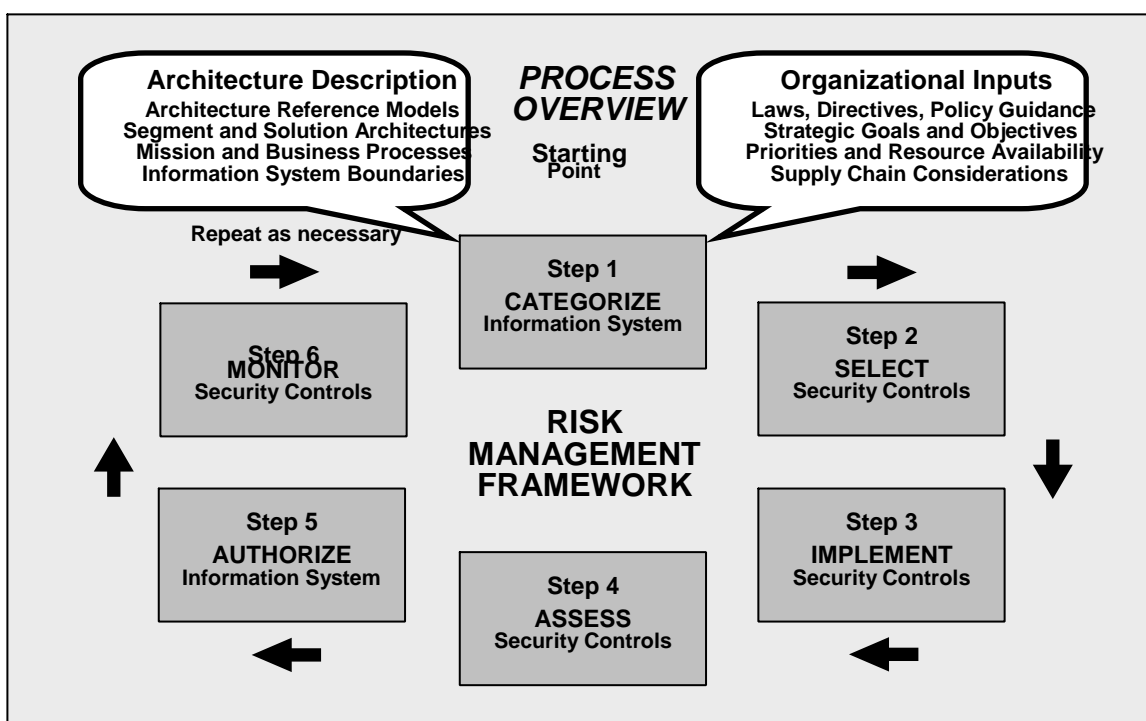 Architecture Description
Architecture Reference Models
Segment and Solution Architectures
Mission and Business Processes
Information System Boundaries
PROCESS
OVERVIEW
Starting
Point
Organizational Inputs
Laws, Directives, Policy Guidance
Strategic Goals and Objectives
Priorities and Resource Availability
Supply Chain Considerations
Repeat as necessary
Step 1
CATEGORIZE
Information System
Step 2
SELECT
Security Controls
Step 6
MONITOR
Security Controls
RISK
MANAGEMENT
FRAMEWORK
Step 5
AUTHORIZE
Information System
Step 3
IMPLEMENT
Security Controls
Step 4
ASSESS
Security Controls